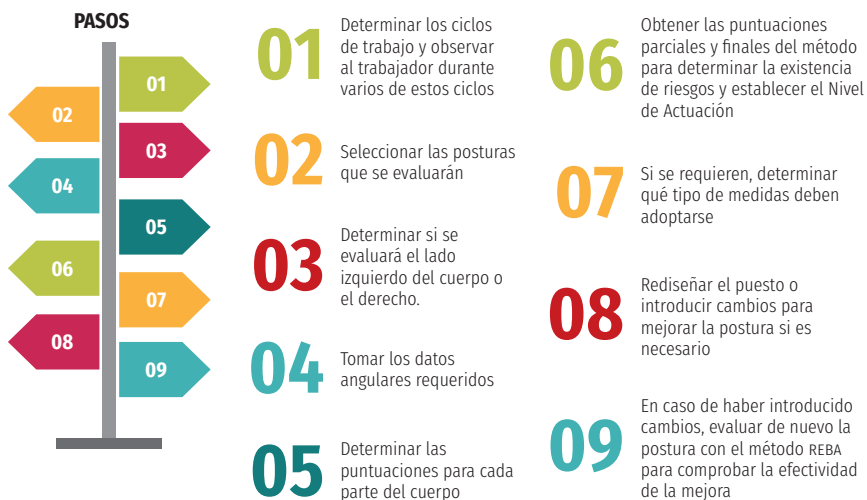 PASOS
01
02
03
04
05
06
07
08
09
01
Determinar los ciclos
de trabajo y observar
al trabajador durante
varios de estos ciclos
02
Seleccionar las posturas
que se evaluarán
03
Determinar si se
evaluará el lado
izquierdo del cuerpo o
el derecho.
04
Tomar los datos
angulares requeridos
05
Determinar las
puntuaciones para cada
parte del cuerpo
06
Obtener las puntuaciones
parciales y finales del método
para determinar la existencia
de riesgos y establecer el Nivel
de Actuación
07
Si se requieren, determinar
qué tipo de medidas deben
adoptarse
08
Rediseñar el puesto o
introducir cambios para
mejorar la postura si es
necesario
09
En caso de haber introducido
cambios, evaluar de nuevo la
postura con el método REBA
para comprobar la efectividad
de la mejora